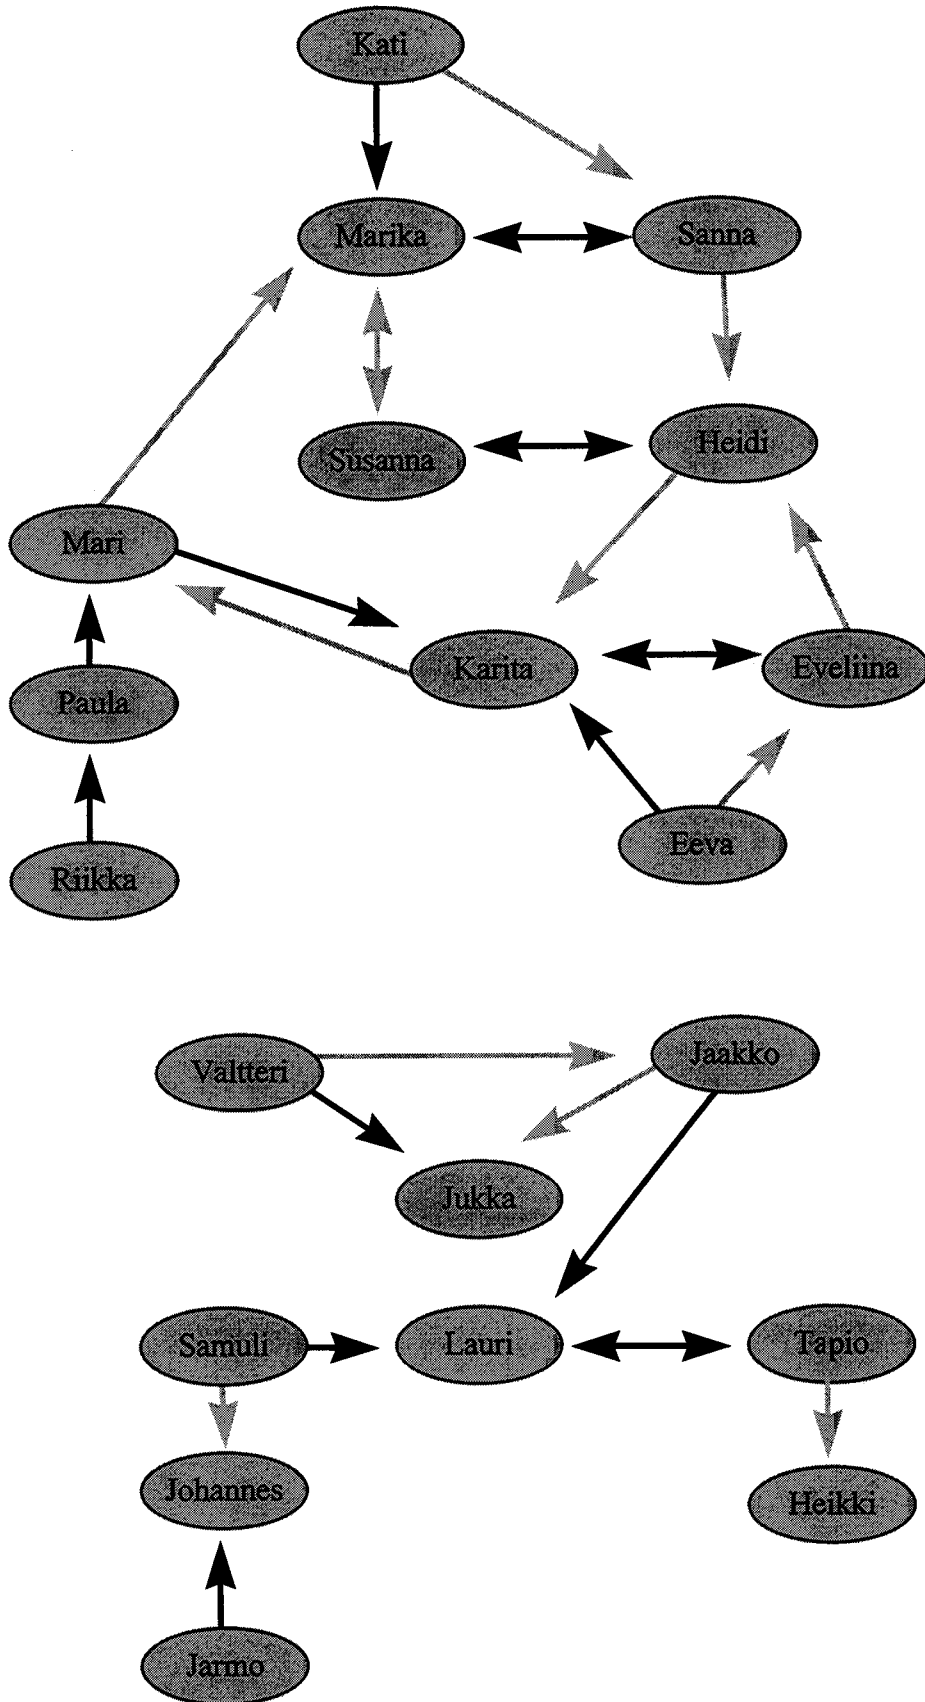 Kati
Marika
Sanna
Susanna
Heidi
Mari
Karita
Eveliina
Paula
Eeva
Riikka
Valtteri
Jaakko
Jukka
Samuli
Lauri
Tapio
Johannes
Heikki
Jarmo